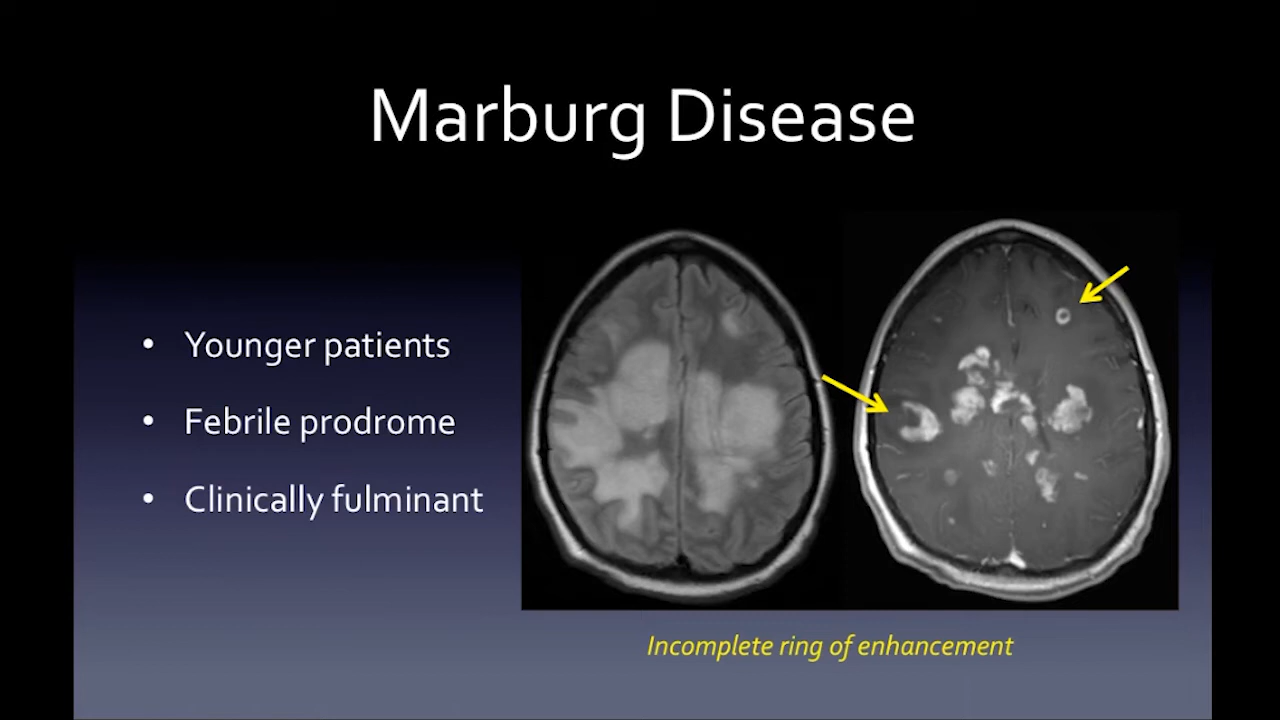 Marburg Disease
• Younger patients
• Febrile prodrome
• Clinically fulminant
Incomplete ring of enhancement